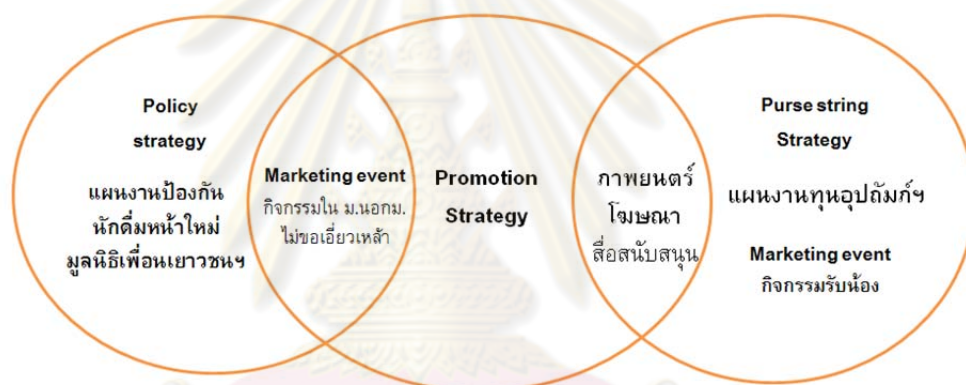 Policy
strategy
แผนงานป้องกัน
นักดื่มหน้าใหม่
มูลนิธิเพื่อนเยาวชนฯ
Marketing event
กิจกรรมใน ม.นอกม.
ไม่ขอเอี่ยวเหล้า
Promotion
Strategy
ภาพยนตร์
โฆษณา
สื่อสนับสนุน
Purse string
Strategy
แผนงานทุนอุปถัมภ์ฯ
Marketing event
กิจกรรมรับน้อง